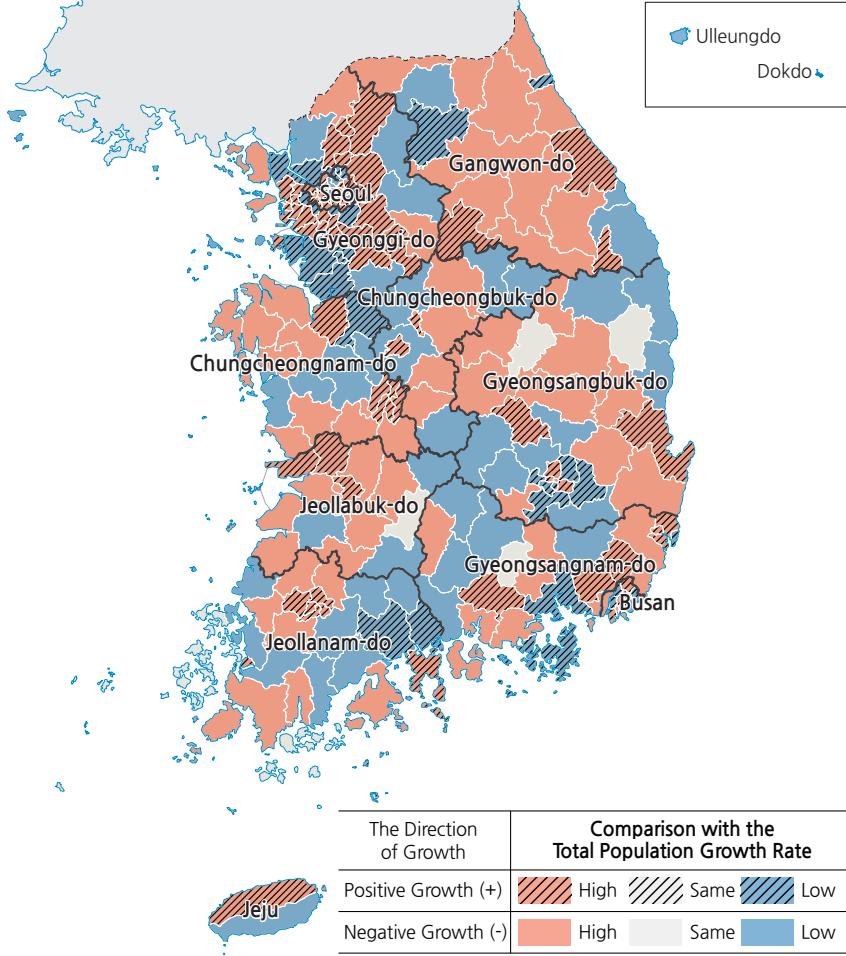 Ulleungdo
Dokdo
Gangwon-do
Seoul
Gyeonggi-do
Chungcheongbuk-do
Chungcheongnam-do
Gyeongsangbuk-do
Jeollabuk-do
Gyeongsangnam-do
Busan
Jeollanam-do
Jeju
The Direction
of Growth
Comparison with the
Total Population Growth Rate
Positive Growth (+) High Same Low
Negative Growth (-) High Same Low